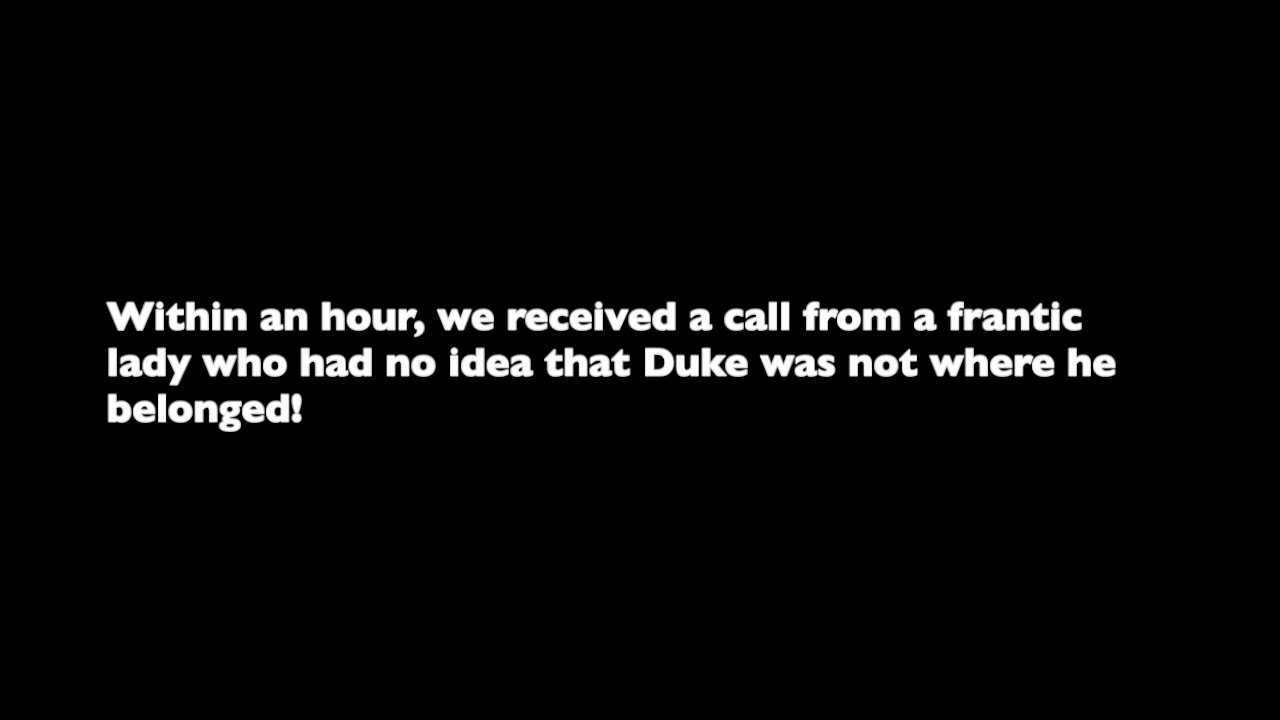 Within an hour, we received a call from a frantic
lady who had no idea that Duke was not where he
belonged!